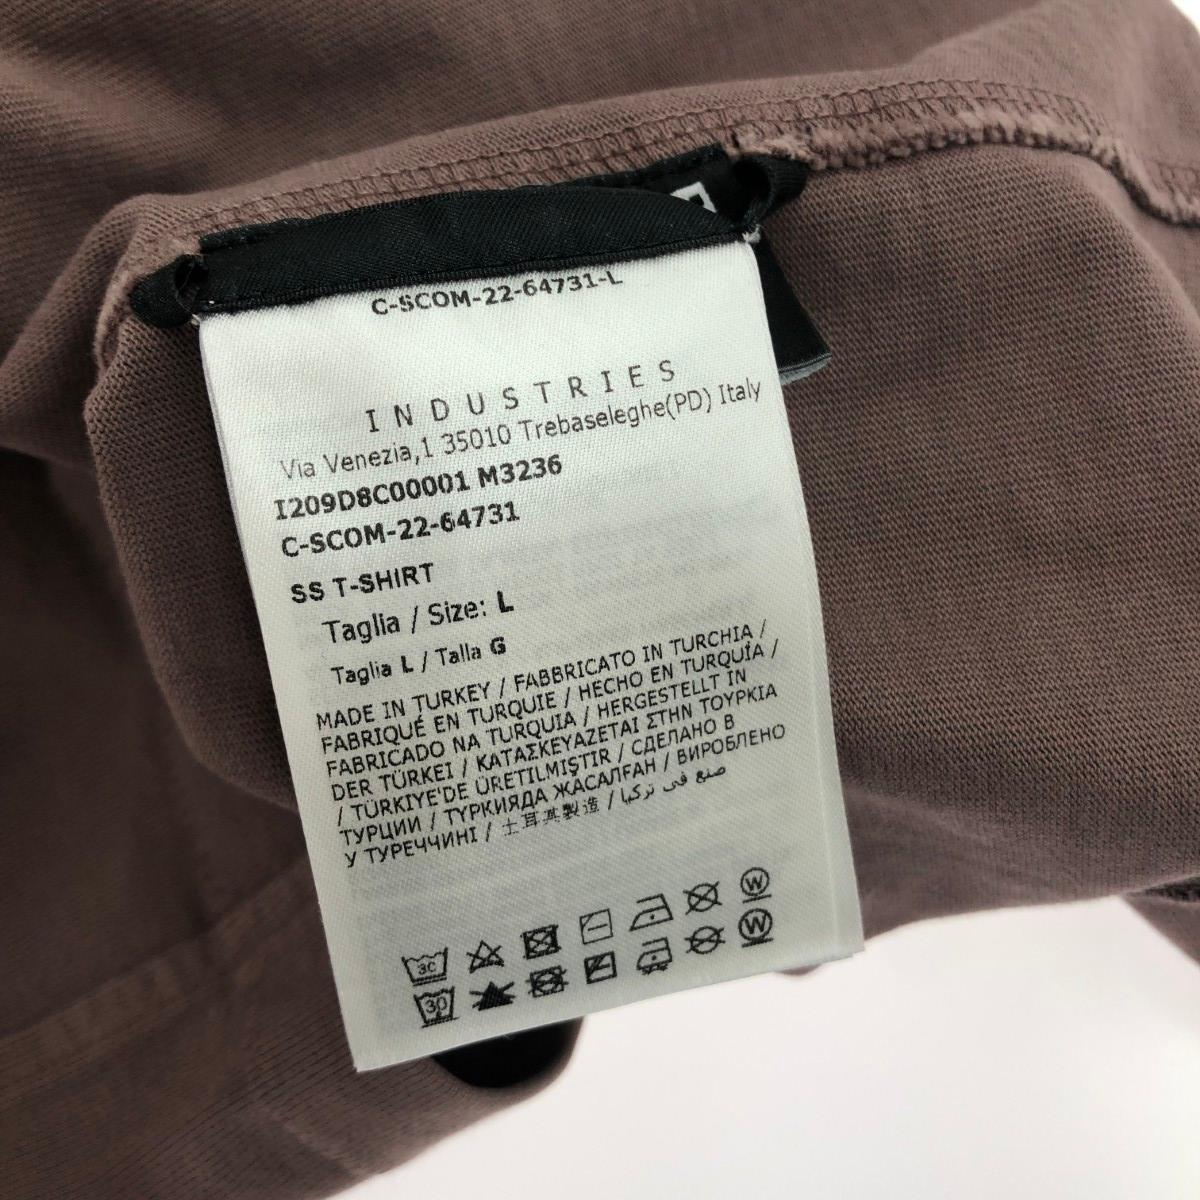 C-SCOM-22-64731-L
INDUSTRIES
Via Venezia,1 35010 Trebaseleghe(PD) Italy
I209D8C00001 M3236
C-SCOM-22-64731
SS T-SHIRT
Taglia / Size: L
Taglia L / Talla G
MADE IN TURKEY / FABBRICATO IN TURCHIA /
FABRIQUÉ EN TURQUIE / HECHO EN TURQUÍA /
FABRICADO NA TURQUIA / HERGESTELLT IN
DER TÜRKEI / ΚΑΤΑΣΚΕΥΑΖΕΤΑΙ ΣΤΗΝ ΤΟΥΡΚΙΑ
/ TÜRKİYE'DE ÜRETILMIŞTIR / СДЕЛАНО В
ТУРЦИИ / ТҮРКИЯДА ЖАСАЛҒАН / ВИРОБЛЕНО
У ТУРЕЧЧИНІ / 土耳其製造 / صنع في تركيا
30 W
30 W